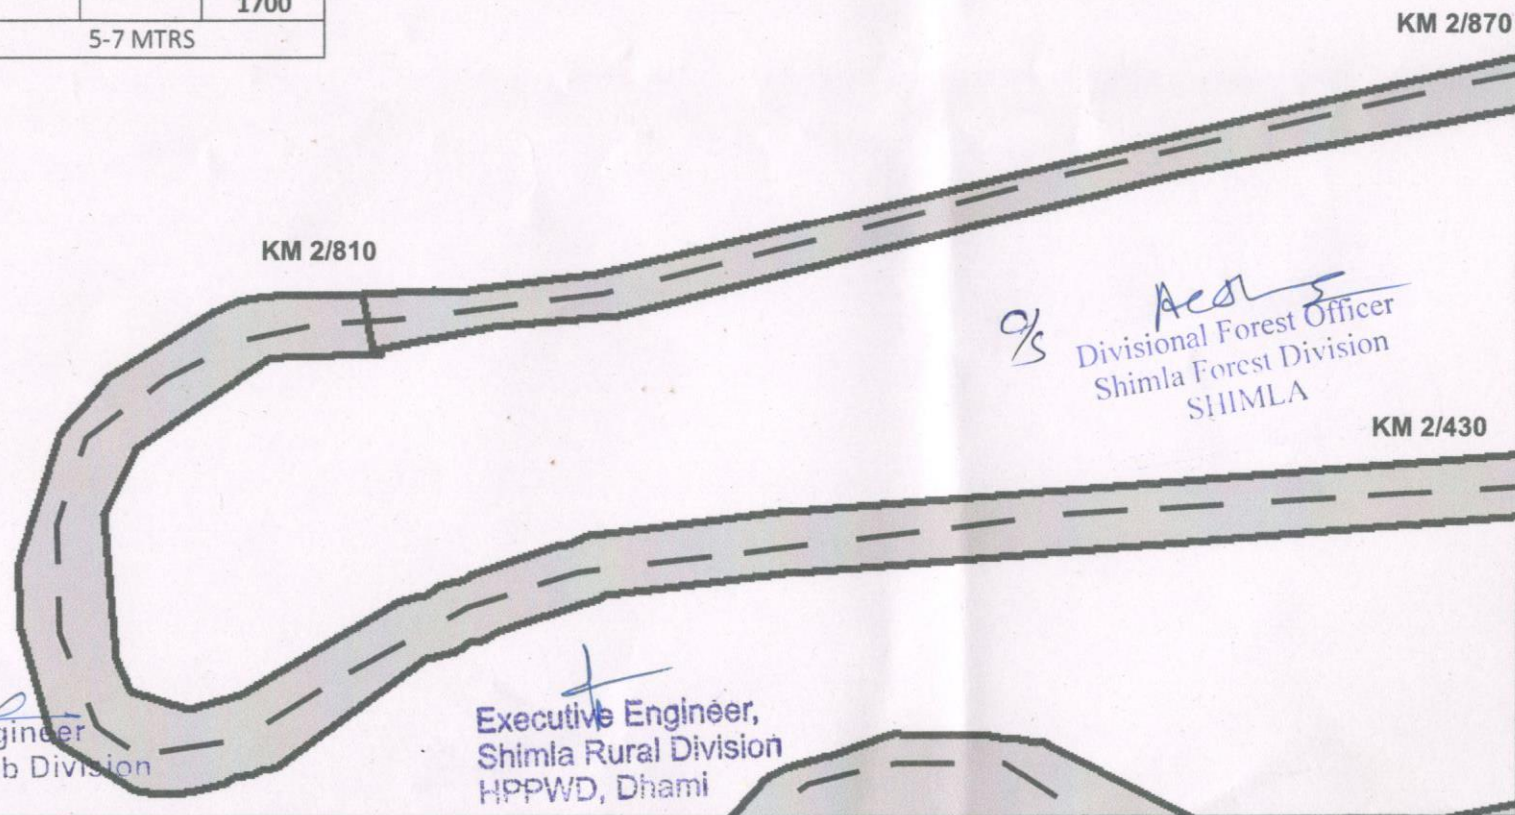 1700
5-7 MTRS
KM 2/870
KM 2/810
Divisional Forest Officer
Shimla Forest Division
SHIMLA
KM 2/430
gineer
b Division
Executive Engineer,
Shimla Rural Division
HPPWD, Dhami